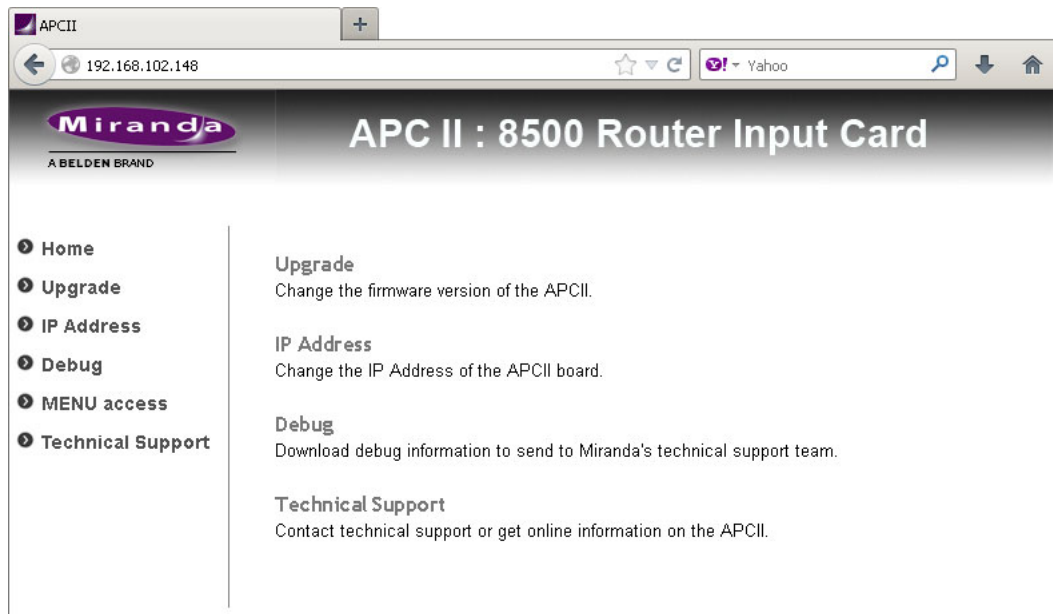 APCII
192.168.102.148
Yahoo
Miranda
A BELDEN BRAND
APC II : 8500 Router Input Card
Home
Upgrade
IP Address
Debug
MENU access
Technical Support
Upgrade
Change the firmware version of the APCII.
IP Address
Change the IP Address of the APCII board.
Debug
Download debug information to send to Miranda's technical support team.
Technical Support
Contact technical support or get online information on the APCII.